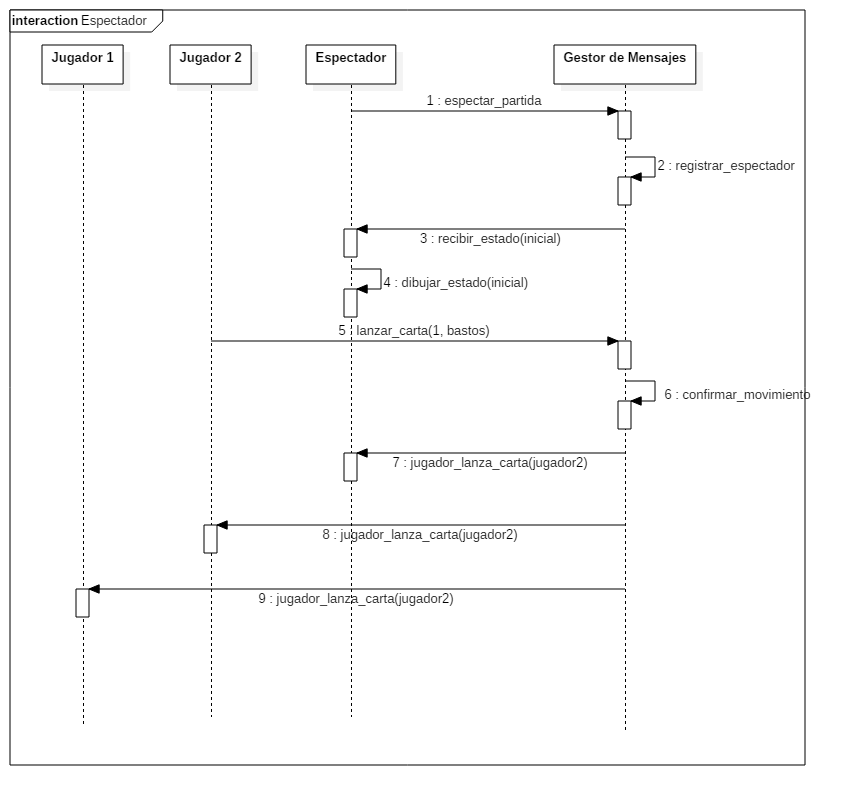 interaction Espectador
Jugador 1
Jugador 2
Espectador
Gestor de Mensajes
1 : espectar_partida
2 : registrar_espectador
3 : recibir_estado(inicial)
4 : dibujar_estado(inicial)
5 : lanzar_carta(1, bastos)
6 : confirmar_movimiento
7 : jugador_lanza_carta(jugador2)
8 : jugador_lanza_carta(jugador2)
9 : jugador_lanza_carta(jugador2)